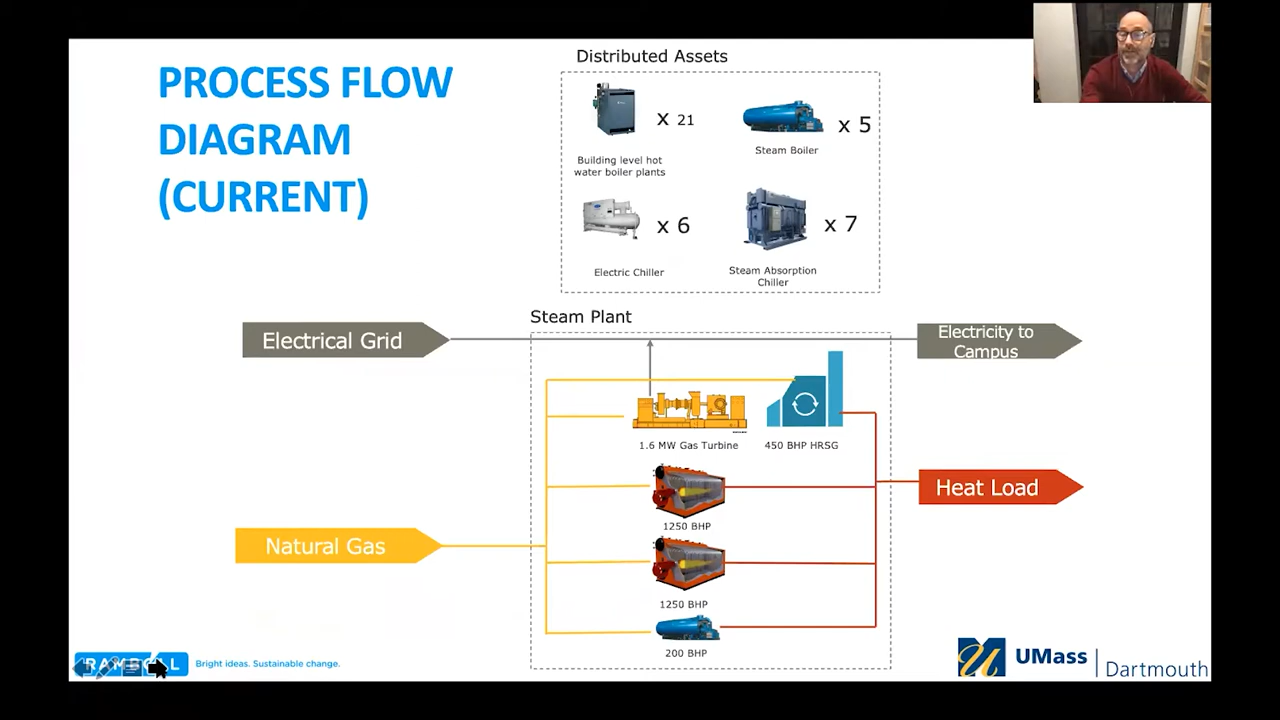 PROCESS FLOW
DIAGRAM
(CURRENT)
Distributed Assets
x 21
Building level hot
water boiler plants
x 5
Steam Boiler
x 6
Electric Chiller
x 7
Steam Absorption
Chiller
Steam Plant
Electrical Grid
Electricity to
Campus
1.6 MW Gas Turbine
450 BHP HRSG
1250 BHP
Heat Load
Natural Gas
1250 BHP
200 BHP
RAMBOLL
Bright ideas. Sustainable change.
UMass
Dartmouth